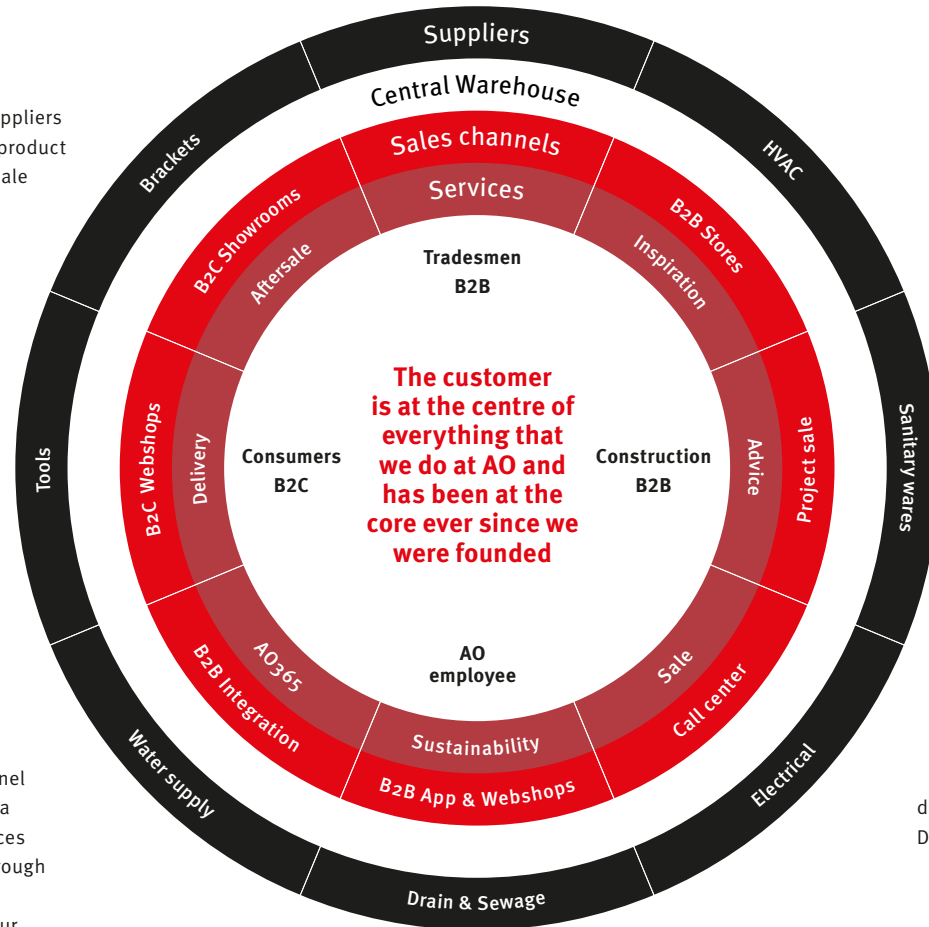 Suppliers
HVAC
Sanitary wares
Electrical
Drain & Sewage
Water supply
Tools
Brackets
Central Warehouse
Sales channels
B2B Stores
Project sale
Call center
B2B App & Webshops
B2B Integration
B2C Webshops
B2C Showrooms
Services
Inspiration
Advice
Sale
Sustainability
AO365
Delivery
Aftersale
Tradesmen
B2B
Consumers
B2C
The customer
is at the centre of
everything that
we do at AO and
has been at the
core ever since we
were founded
Construction
B2B
AO
employee
product
ale
a